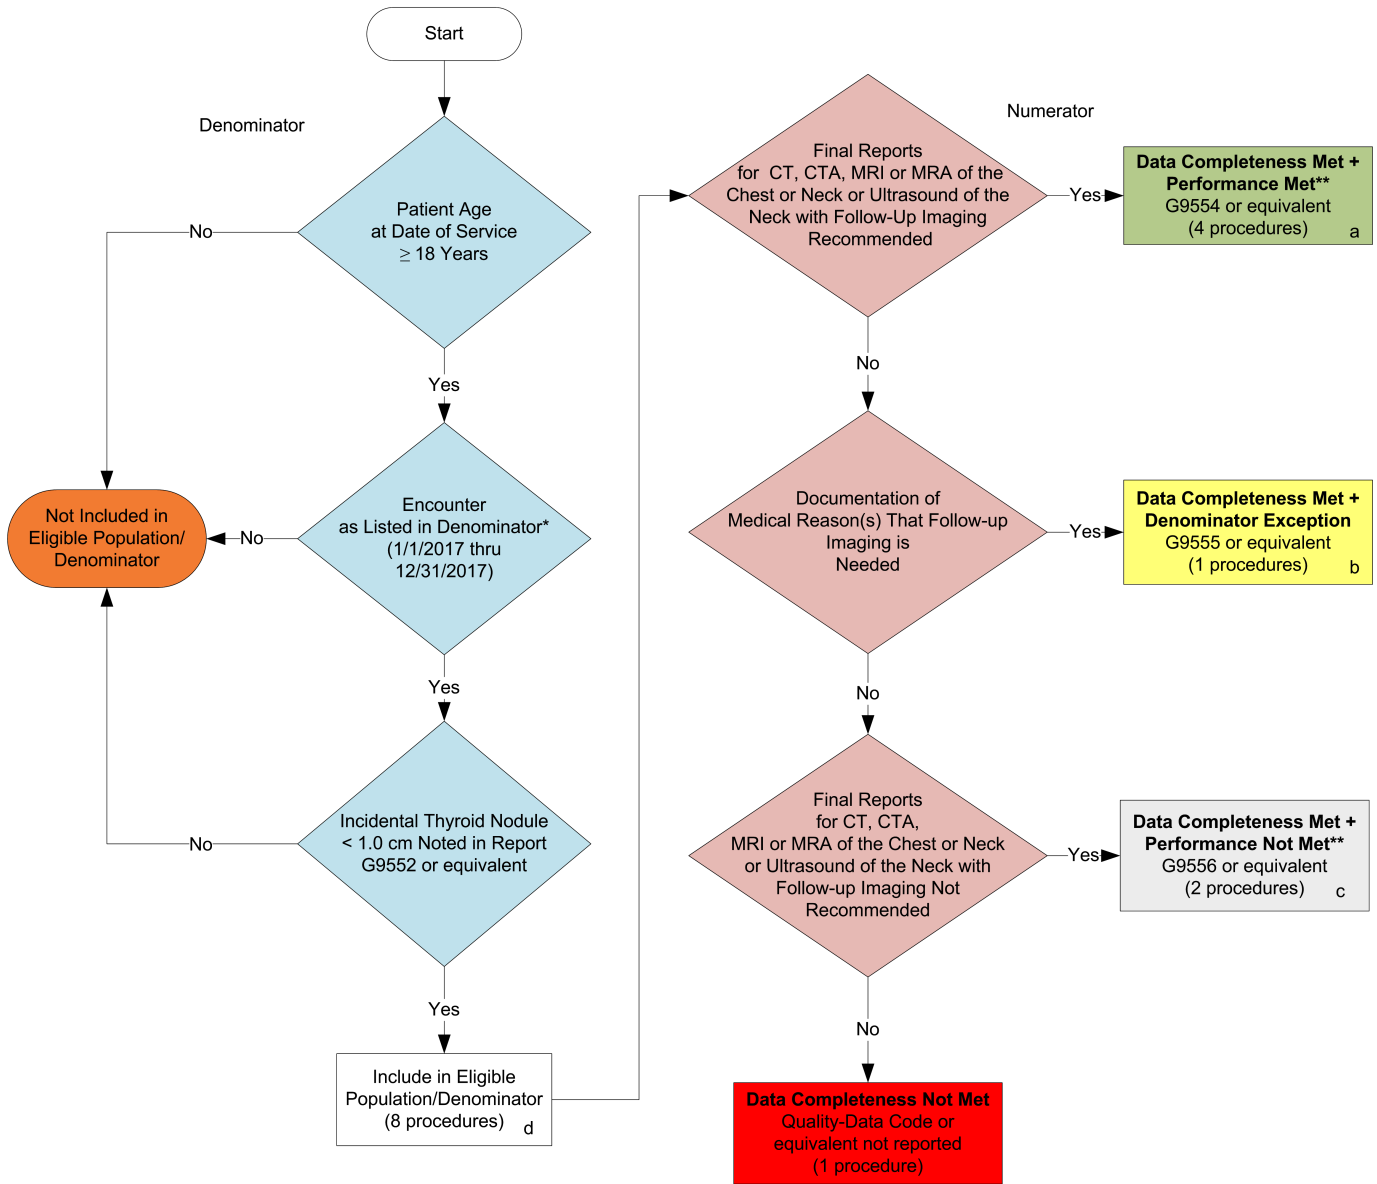 Start
Denominator
Patient Age
at Date of Service
≥ 18 Years
No
Yes
Encounter
as Listed in Denominator*
(1/1/2017 thru
12/31/2017)
No
Not Included in
Eligible Population/
Denominator
Yes
Incidental Thyroid Nodule
< 1.0 cm Noted in Report
G9552 or equivalent
No
Yes
Include in Eligible
Population/Denominator
(8 procedures)
d
Numerator
Final Reports
for CT, CTA, MRI or MRA of the
Chest or Neck or Ultrasound of the
Neck with Follow-Up Imaging
Recommended
Yes
Data Completeness Met +
Performance Met**
G9554 or equivalent
(4 procedures)
a
No
Documentation of
Medical Reason(s) That Follow-up
Imaging is
Needed
Yes
Data Completeness Met +
Denominator Exception
G9555 or equivalent
(1 procedures)
b
No
Final Reports
for CT, CTA,
MRI or MRA of the Chest or Neck
or Ultrasound of the Neck with
Follow-up Imaging Not
Recommended
Yes
Data Completeness Met +
Performance Not Met**
G9556 or equivalent
(2 procedures)
c
No
Data Completeness Not Met
Quality-Data Code or
equivalent not reported
(1 procedure)